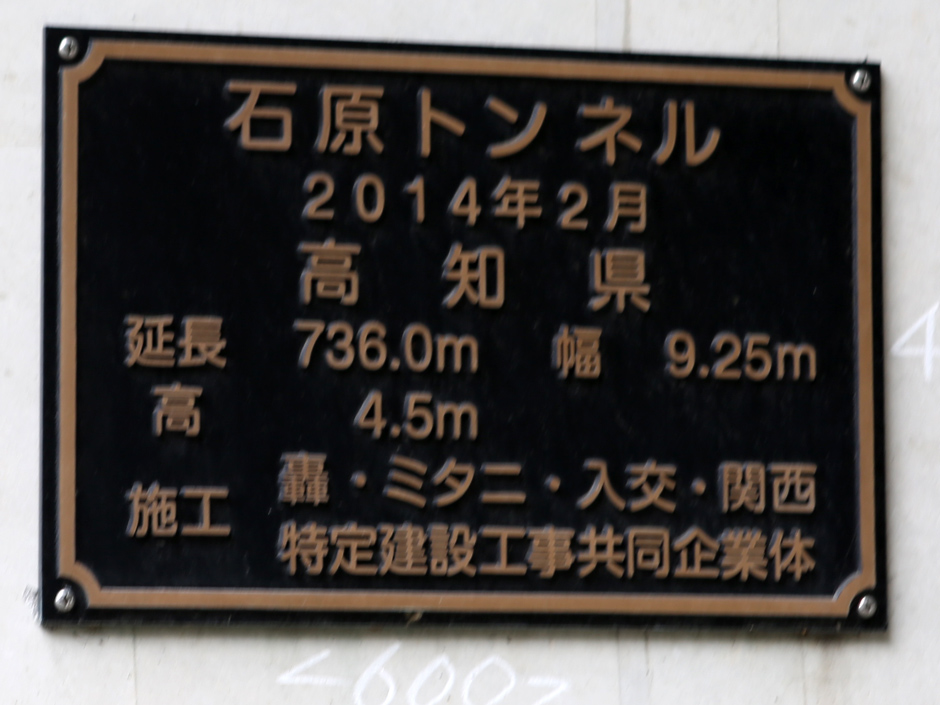 石原トンネル
2014年2月
高知県
延長 736.0m 幅 9.25m
高 4.5m
施工 轟・ミタニ・入交・関西
特定建設工事共同企業体
<600>
4